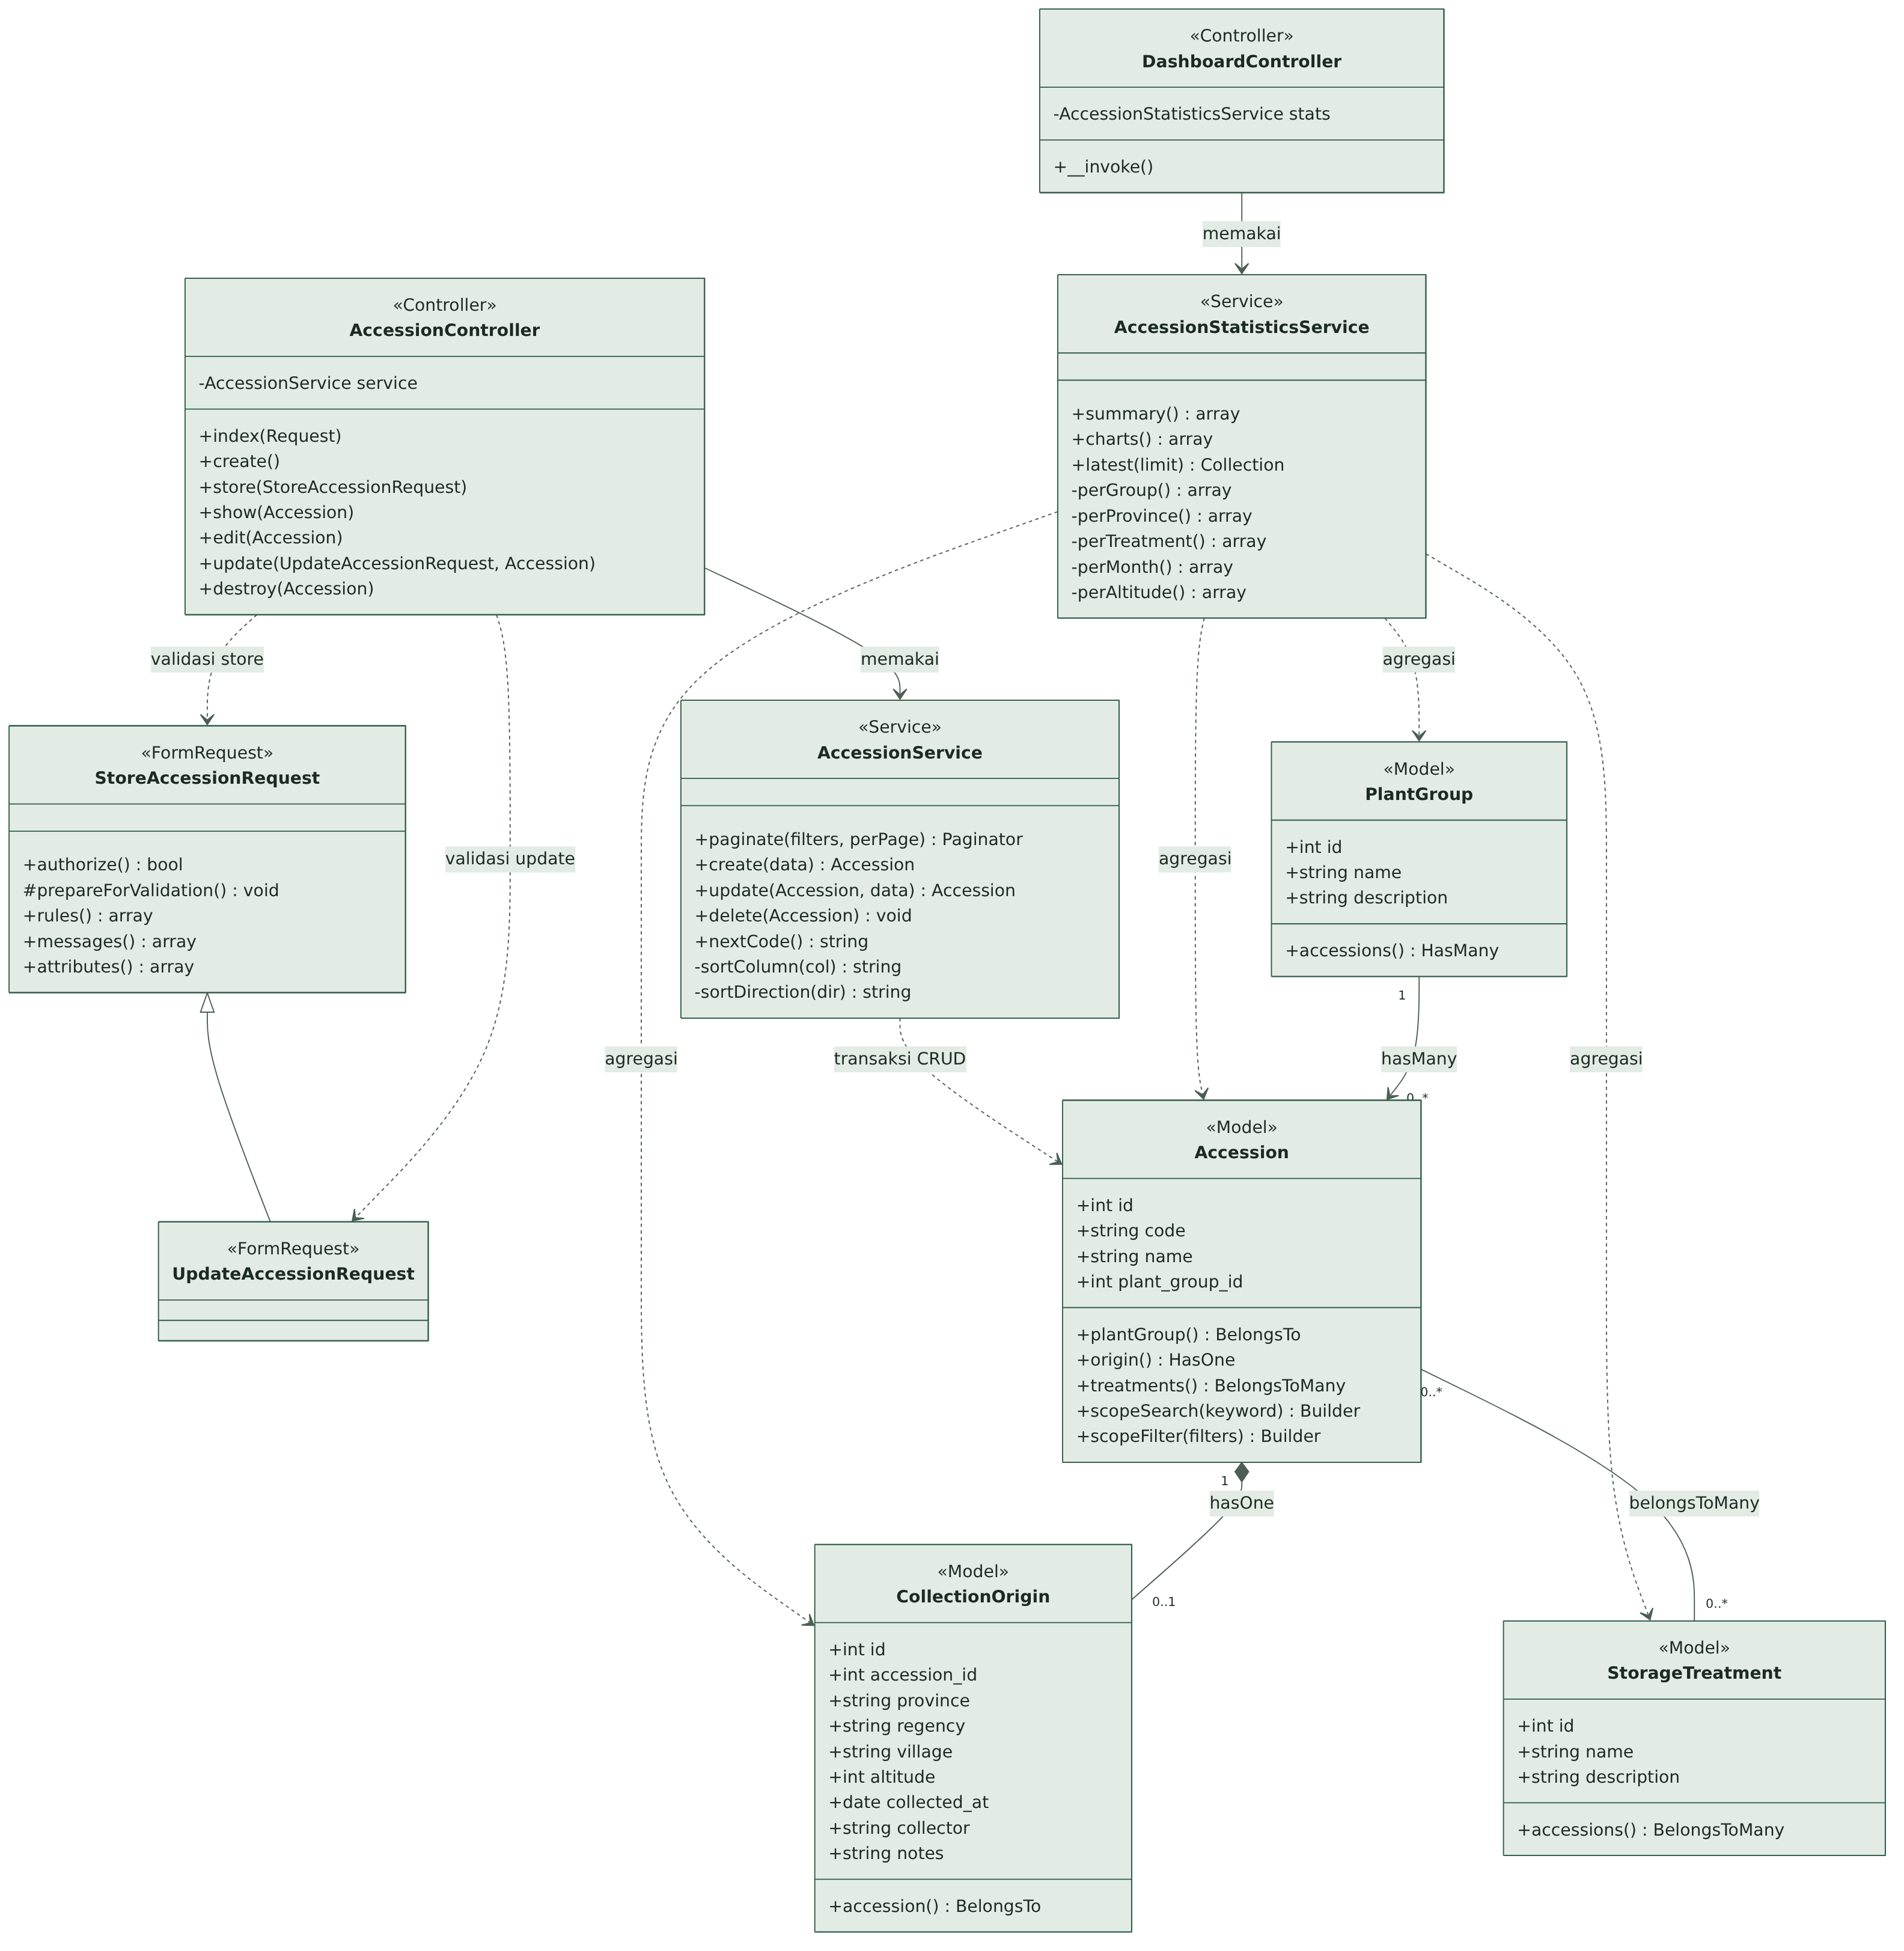 «Controller»
DashboardController
-AccessionStatisticsService stats
+__invoke()
memakai
«Controller»
AccessionController
-AccessionService service
+index(Request)
+create()
+store(StoreAccessionRequest)
+show(Accession)
+edit(Accession)
+update(UpdateAccessionRequest, Accession)
+destroy(Accession)
«Service»
AccessionStatisticsService
+summary() : array
+charts() : array
+latest(limit) : Collection
-perGroup() : array
-perProvince() : array
-perTreatment() : array
-perMonth() : array
-perAltitude() : array
validasi store
memakai
agregasi
«FormRequest»
StoreAccessionRequest
+authorize() : bool
#prepareForValidation() : void
+rules() : array
+messages() : array
+attributes() : array
validasi update
«Service»
AccessionService
+paginate(filters, perPage) : Paginator
+create(data) : Accession
+update(Accession, data) : Accession
+delete(Accession) : void
+nextCode() : string
-sortColumn(col) : string
-sortDirection(dir) : string
agregasi
«Model»
PlantGroup
+int id
+string name
+string description
+accessions() : HasMany
1
agregasi
transaksi CRUD
hasMany
agregasi
0..*
«FormRequest»
UpdateAccessionRequest
«Model»
Accession
+int id
+string code
+string name
+int plant_group_id
+plantGroup() : BelongsTo
+origin() : HasOne
+treatments() : BelongsToMany
+scopeSearch(keyword) : Builder
+scopeFilter(filters) : Builder
0..*
1
hasOne
belongsToMany
0..1
0..*
«Model»
CollectionOrigin
+int id
+int accession_id
+string province
+string regency
+string village
+int altitude
+date collected_at
+string collector
+string notes
+accession() : BelongsTo
«Model»
StorageTreatment
+int id
+string name
+string description
+accessions() : BelongsToMany